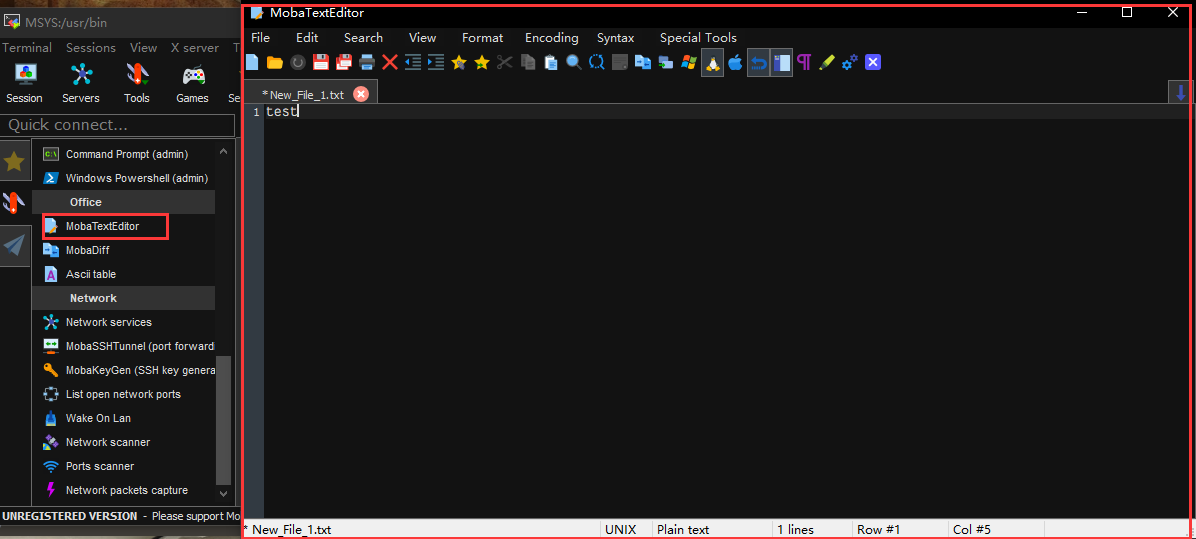 MSYS:/usr/bin
Terminal Sessions View X server T
Session Servers Tools Games Se
Quick connect...
Command Prompt (admin)
Windows Powershell (admin)
Office
MobaTextEditor
MobaDiff
Ascii table
Network
Network services
MobaSSHTunnel (port forward
MobaKeyGen (SSH key genera
List open network ports
Wake On Lan
Network scanner
Ports scanner
Network packets capture
UNREGISTERED VERSION - Please support Mo
MobaTextEditor
File Edit Search View Format Encoding Syntax Special Tools
*New_File_1.txt
1 test
* New_File_1.txt UNIX Plain text 1 lines Row #1 Col #5